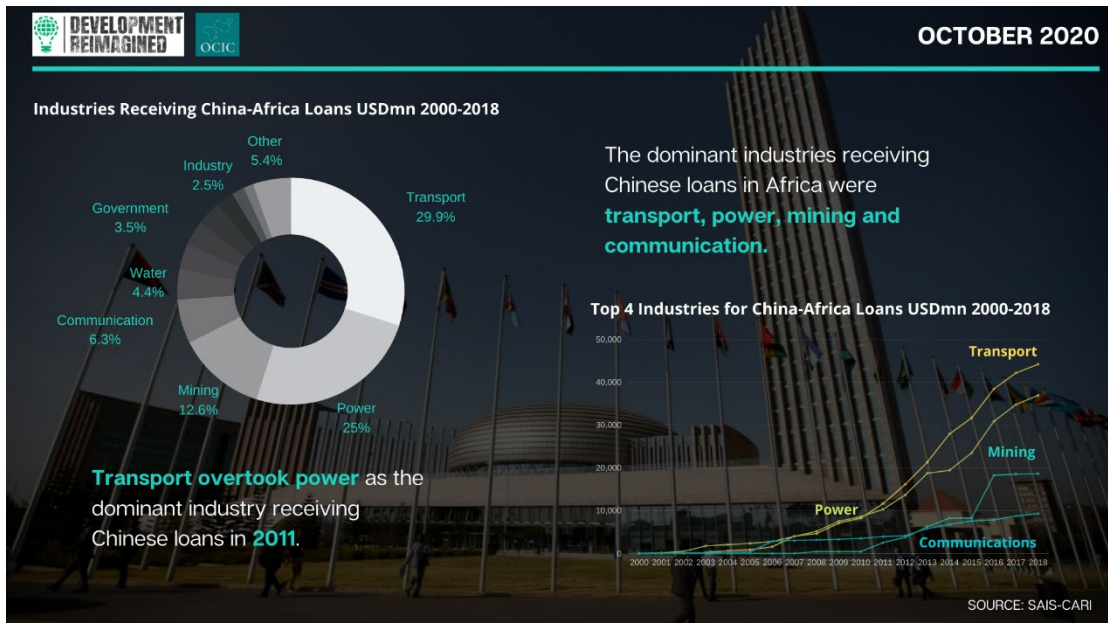 DEVELOPMENT
REIMAGINED
OCIC
OCTOBER 2020
Industries Receiving China-Africa Loans USDmn 2000-2018
Other
5.4%
Industry
2.5%
Government
3.5%
Water
4.4%
Communication
6.3%
Mining
12.6%
Power
25%
Transport
29.9%
Transport overtook power as the
dominant industry receiving
Chinese loans in 2011.
The dominant industries receiving
Chinese loans in Africa were
transport, power, mining and
communication.
Top 4 Industries for China-Africa Loans USDmn 2000-2018
50,000
40,000
30,000
20,000
10,000
0
Transport
Mining
Power
Communications
2000 2001 2002 2003 2004 2005 2006 2007 2008 2009 2010 2011 2012 2013 2014 2015 2016 2017 2018
SOURCE: SAIS-CARI